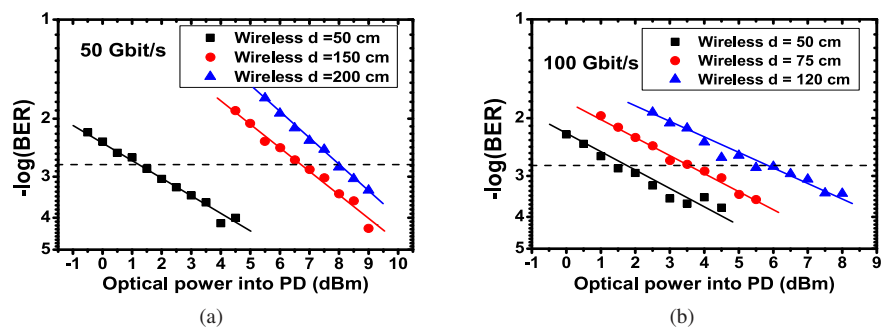 50 Gbit/s
Wireless d =50 cm
Wireless d =150 cm
Wireless d =200 cm
-log(BER)
1
2
3
4
5
-1 0 1 2 3 4 5 6 7 8 9 10
Optical power into PD (dBm)
(a)
100 Gbit/s
Wireless d = 50 cm
Wireless d = 75 cm
Wireless d = 120 cm
-log(BER)
1
2
3
4
5
-1 0 1 2 3 4 5 6 7 8 9
Optical power into PD (dBm)
(b)